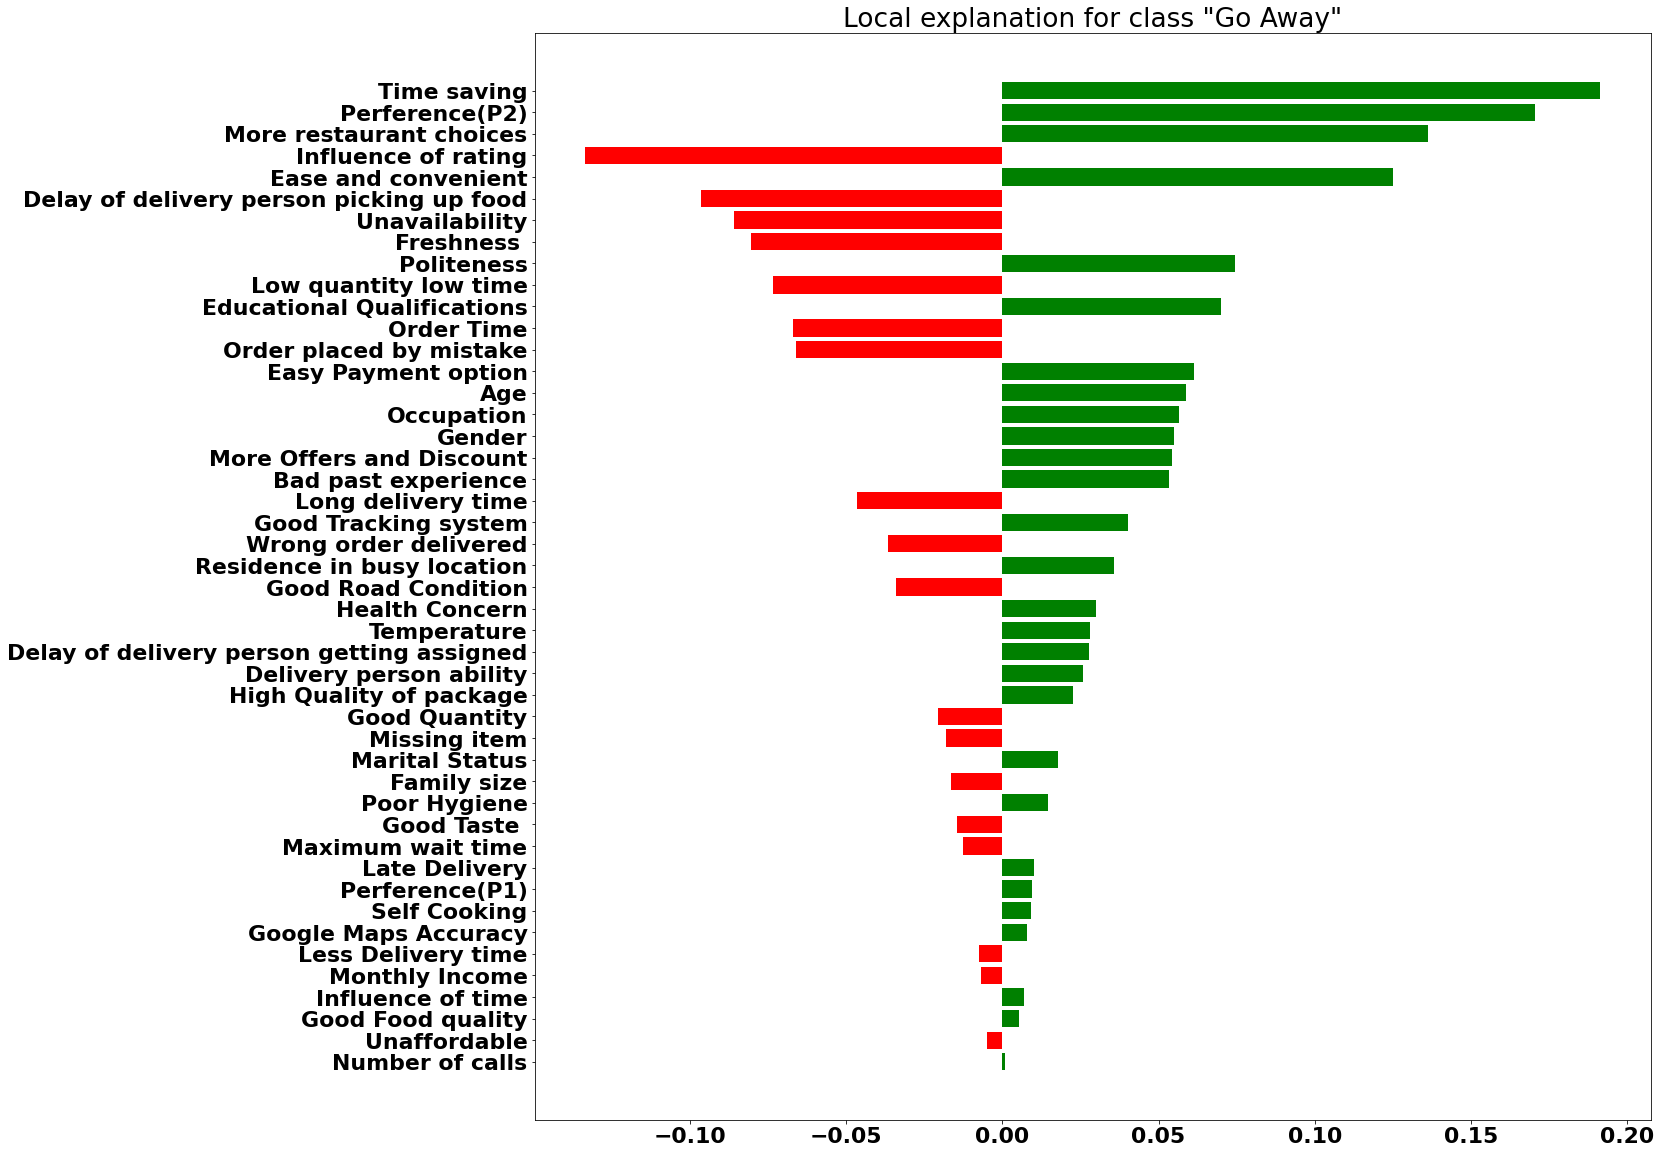 Local explanation for class "Go Away"
Time saving
Perference(P2)
More restaurant choices
Influence of rating
Ease and convenient
Delay of delivery person picking up food
Unavailability
Freshness
Politeness
Low quantity low time
Educational Qualifications
Order Time
Order placed by mistake
Easy Payment option
Age
Occupation
Gender
More Offers and Discount
Bad past experience
Long delivery time
Good Tracking system
Wrong order delivered
Residence in busy location
Good Road Condition
Health Concern
Temperature
Delay of delivery person getting assigned
Delivery person ability
High Quality of package
Good Quantity
Missing item
Marital Status
Family size
Poor Hygiene
Good Taste
Maximum wait time
Late Delivery
Perference(P1)
Self Cooking
Google Maps Accuracy
Less Delivery time
Monthly Income
Influence of time
Good Food quality
Unaffordable
Number of calls
−0.10 −0.05 0.00 0.05 0.10 0.15 0.20